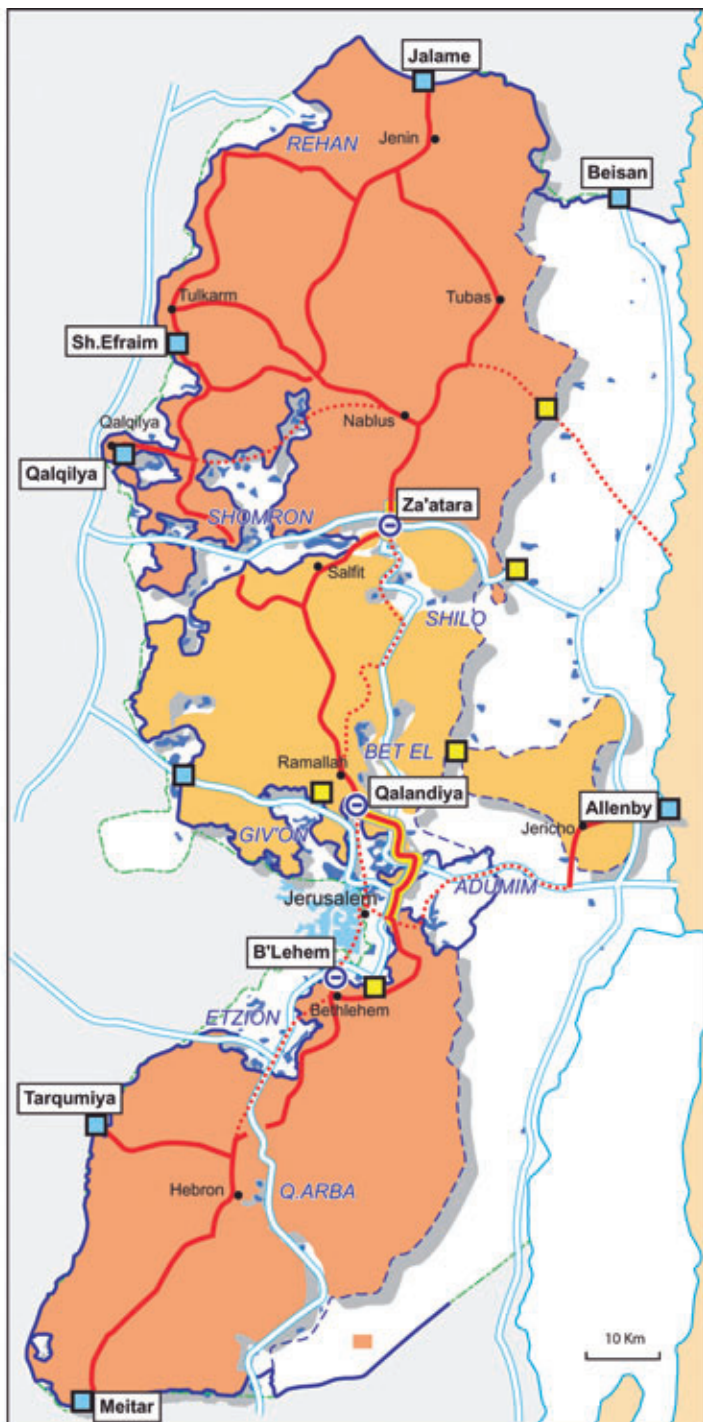 Jalame
REHAN
Jenin
Beisan
Tulkarm
Tubas
Sh.Efraim
Qalqilya
Nablus
Qalqilya
Za'atara
SHOMRON
Salfit
SHILO
Ramallah
BET EL
Qalandiya
Allenby
Jericho
GIV'ON
ADUMIM
Jerusalem
B'Lehem
Bethlehem
ETZION
Tarqumiya
Hebron
Q.ARBA
10 Km
Meitar